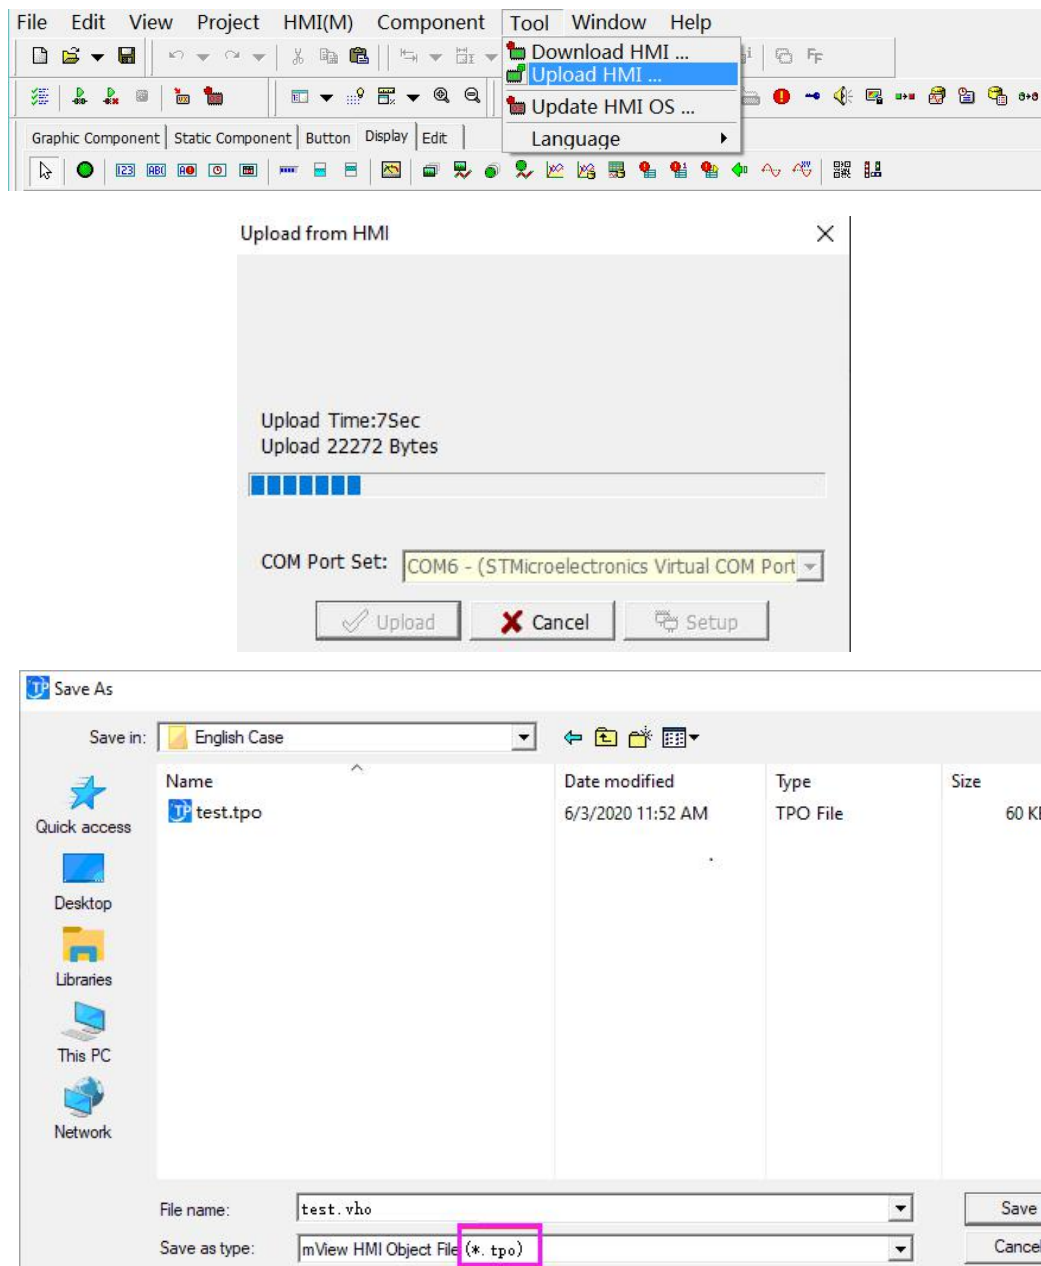 File Edit View Project HMI(M) Component Tool Window Help
Download HMI ...
Upload HMI ...
Update HMI OS ...
Language
Graphic Component Static Component Button Display Edit
Upload from HMI
Upload Time:7Sec
Upload 22272 Bytes
COM Port Set: COM6 - (STMicroelectronics Virtual COM Port
Upload Cancel Setup
Save As
Save in: English Case
Name Date modified Type Size
test.tpo 6/3/2020 11:52 AM TPO File 60 K
Quick access
Desktop
Libraries
This PC
Network
File name: test.vho Save
Save as type: mView HMI Object File (*.tpo) Cancel